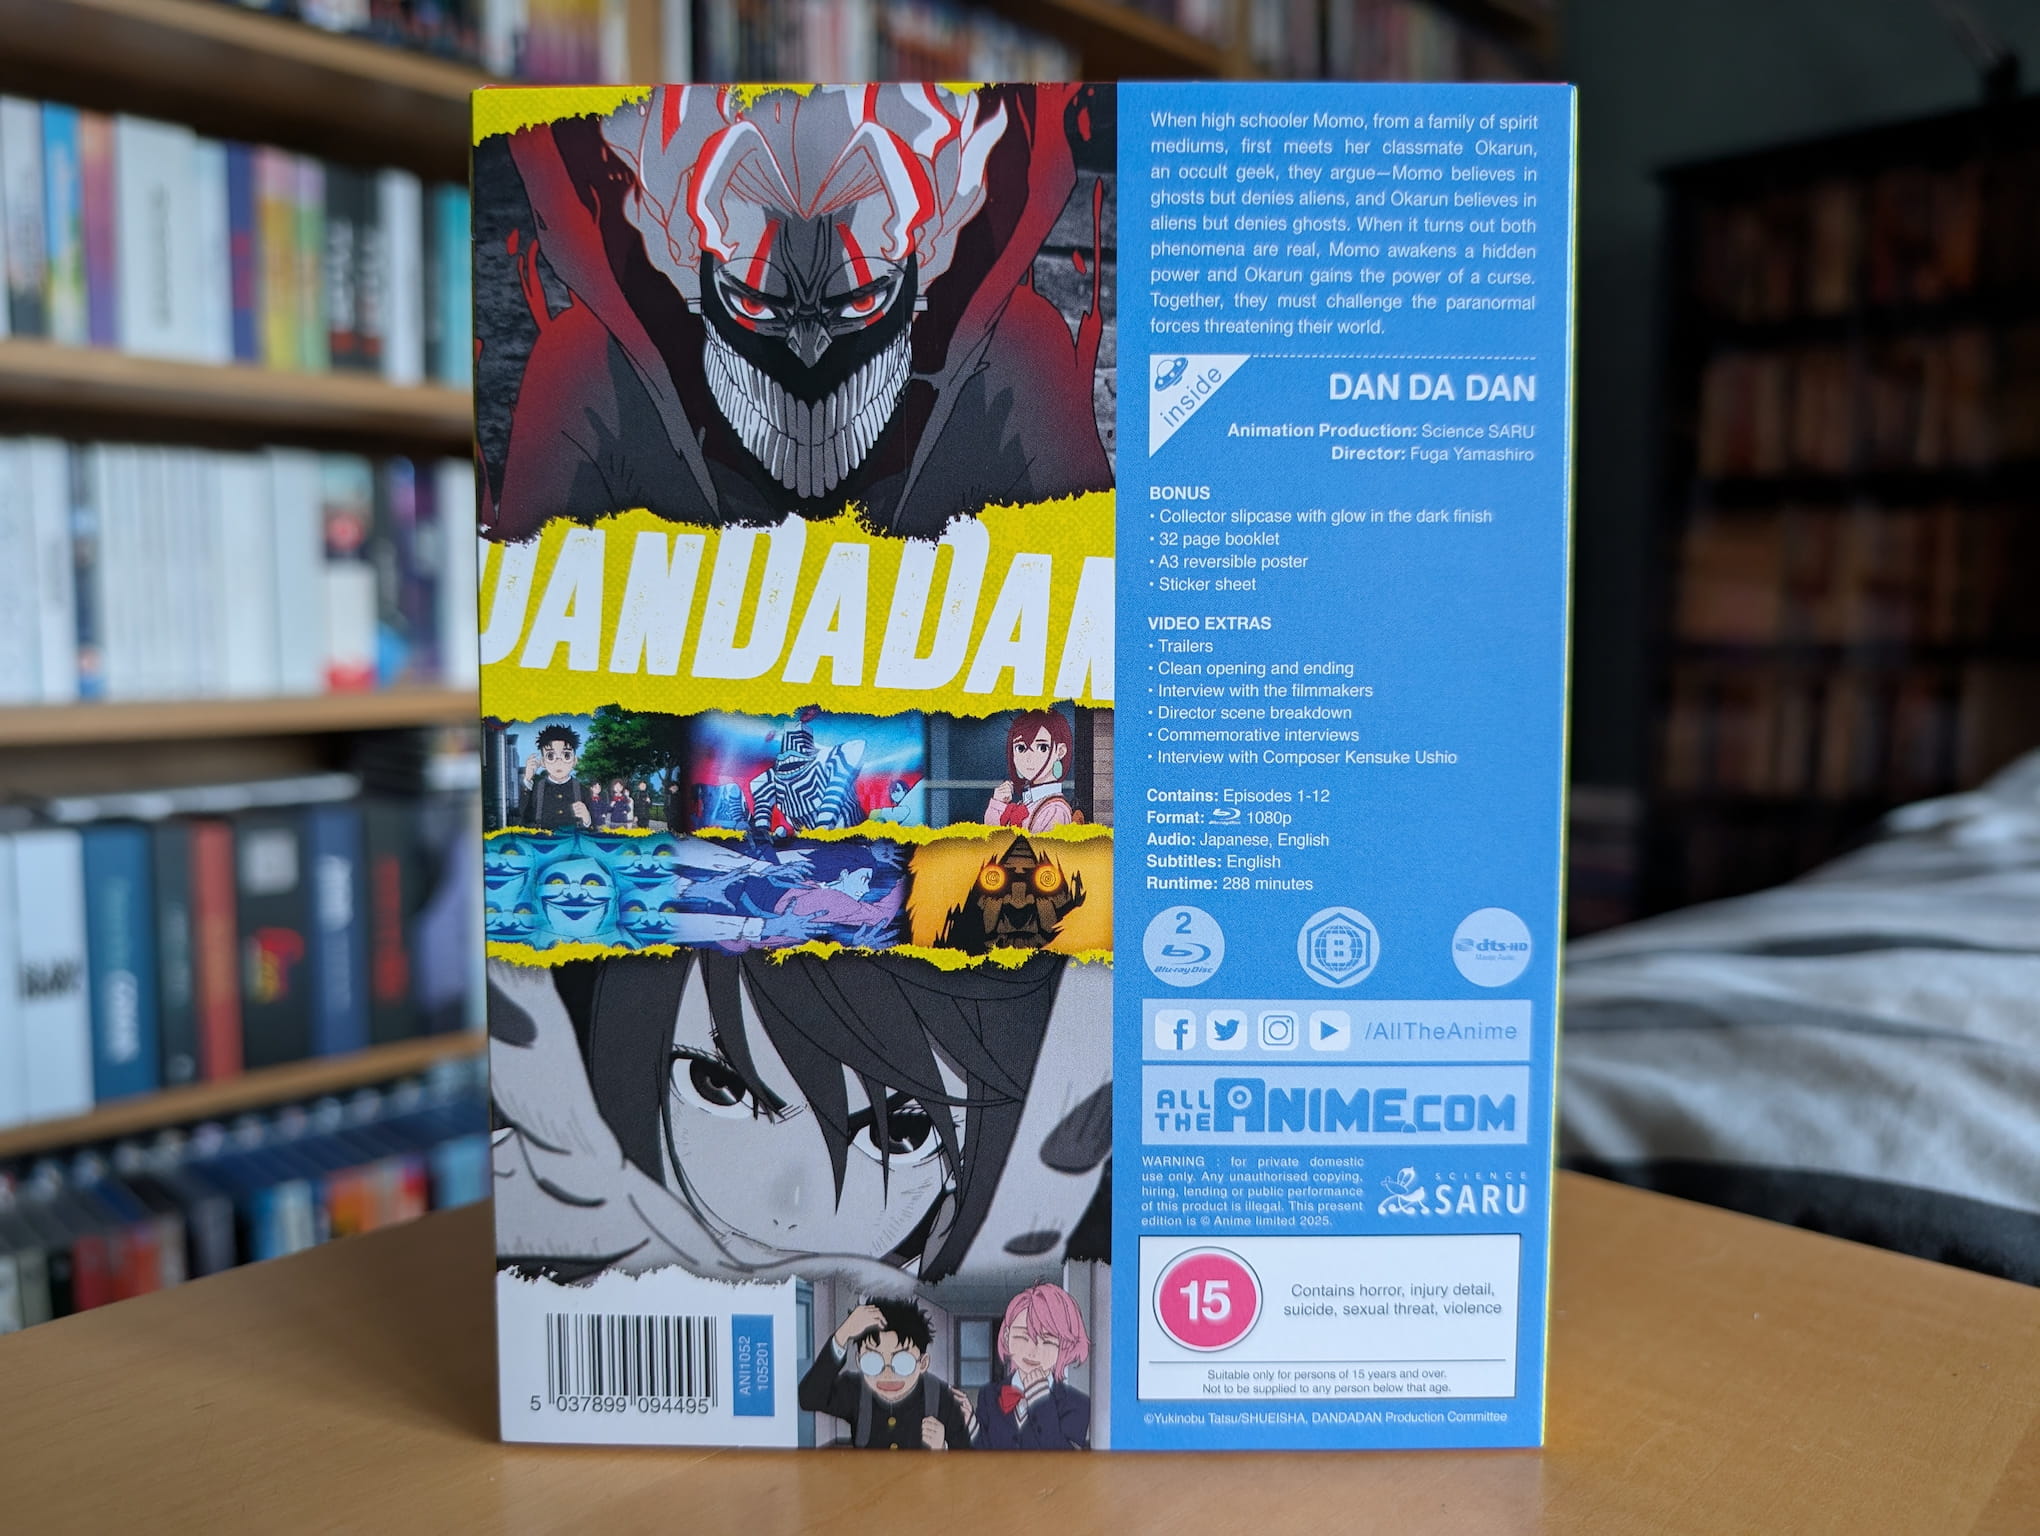 When high schooler Momo, from a family of spirit
mediums, first meets her classmate Okarun,
an occult geek, they argue—Momo believes in
ghosts but denies aliens, and Okarun believes in
aliens but denies ghosts. When it turns out both
phenomena are real, Momo awakens a hidden
power and Okarun gains the power of a curse.
Together, they must challenge the paranormal
forces threatening their world.
inside
DAN DA DAN
Animation Production: Science SARU
Director: Fuga Yamashiro
BONUS
• Collector slipcase with glow in the dark finish
• 32 page booklet
• A3 reversible poster
• Sticker sheet
VIDEO EXTRAS
• Trailers
• Clean opening and ending
• Interview with the filmmakers
• Director scene breakdown
• Commemorative interviews
• Interview with Composer Kensuke Ushio
Contains: Episodes 1-12
Format: Blu-ray Disc 1080p
Audio: Japanese, English
Subtitles: English
Runtime: 288 minutes
2
Blu-ray Disc
B
dts-HD
Master Audio
/AllTheAnime
ALL THE ANIME.COM
WARNING : for private domestic
use only. Any unauthorised copying,
hiring, lending or public performance
of this product is illegal. This present
edition is © Anime limited 2025.
SCIENCE
SARU
15
Contains horror, injury detail,
suicide, sexual threat, violence
Suitable only for persons of 15 years and over.
Not to be supplied to any person below that age.
©Yukinobu Tatsu/SHUEISHA, DANDADAN Production Committee
DANDADAN
5 037899 094495
ANI1052
105201